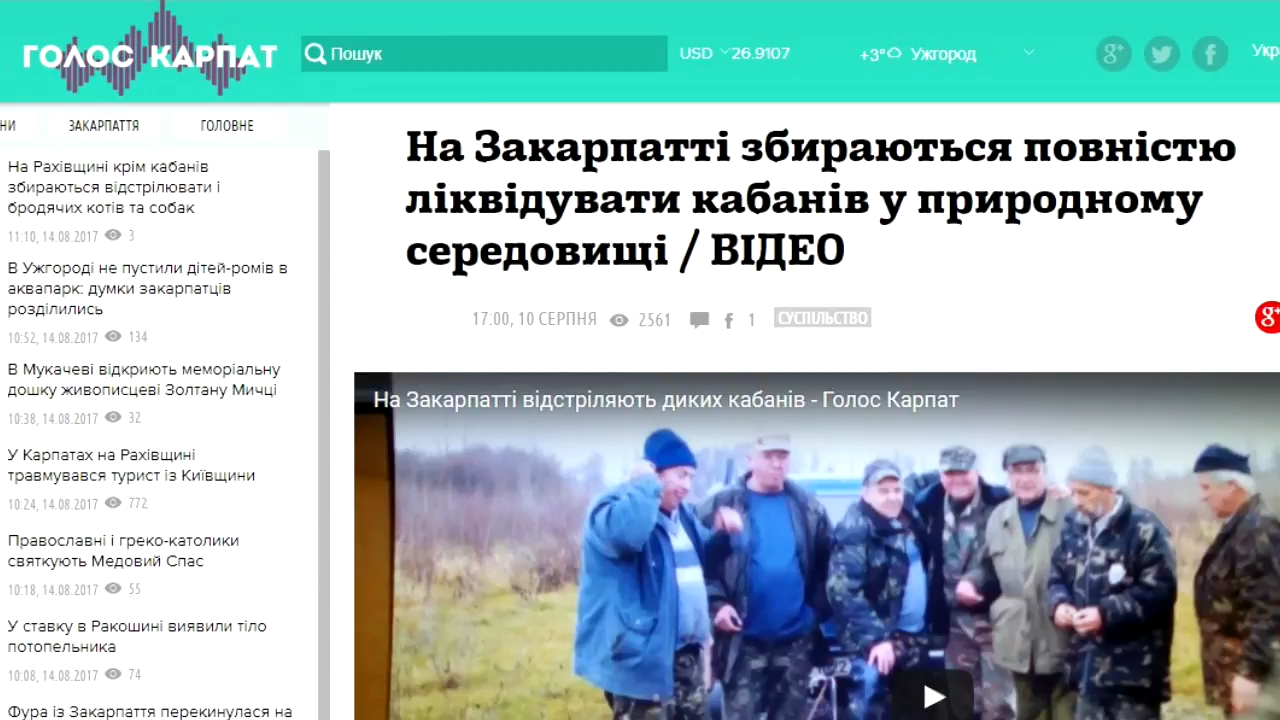 ГОЛОС КАРПАТ
Пошук
USD 26.9107
+3° Ужгород
Укр
НИ
ЗАКАРПАТТЯ
ГОЛОВНЕ
На Рахівщині крім кабанів
збираються відстрілювати і
бродячих котів та собак
11:10, 14.08.2017 3
В Ужгороді не пустили дітей-ромів в
аквапарк: думки закарпатців
розділились
10:52, 14.08.2017 134
В Мукачеві відкриють меморіальну
дошку живописцеві Золтану Мичці
10:38, 14.08.2017 32
У Карпатах на Рахівщині
травмувався турист із Київщини
10:24, 14.08.2017 772
Православні і греко-католики
святкують Медовий Спас
10:18, 14.08.2017 55
У ставку в Ракошині виявили тіло
потопельника
10:08, 14.08.2017 74
Фура із Закарпаття перекинулася на
На Закарпатті збираються повністю
ліквідувати кабанів у природному
середовищі / ВІДЕО
17:00, 10 СЕРПНЯ 2561 1 СУСПІЛЬСТВО
На Закарпатті відстріляють диких кабанів - Голос Карпат